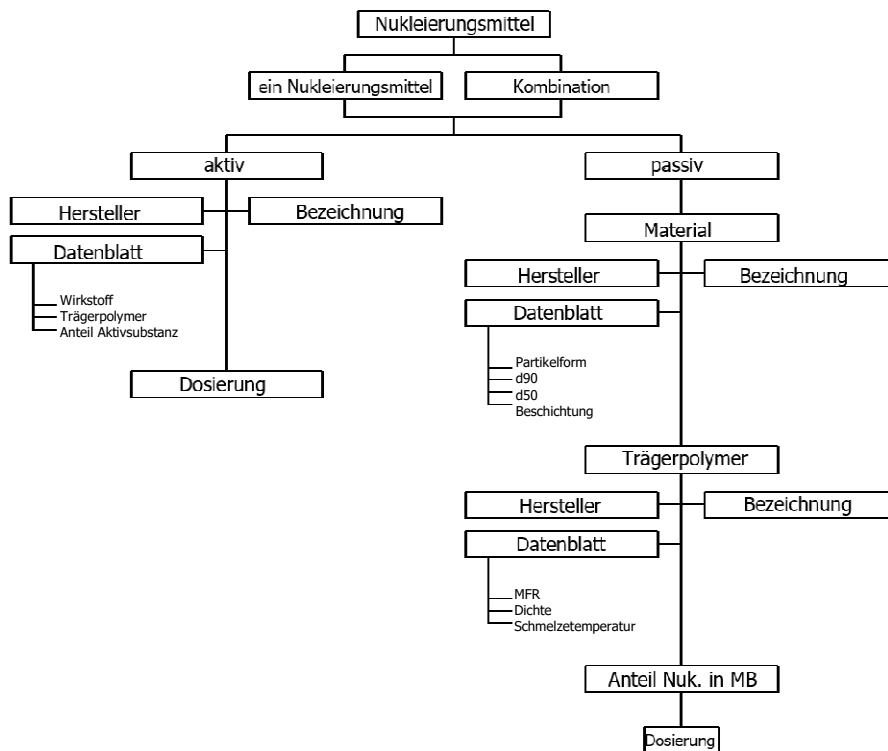 Nukleierungsmittel
ein Nukleierungsmittel
Kombination
aktiv
passiv
Hersteller
Bezeichnung
Datenblatt
Wirkstoff
Trägerpolymer
Anteil Aktivsubstanz
Dosierung
Material
Hersteller
Bezeichnung
Datenblatt
Partikelform
d90
d50
Beschichtung
Trägerpolymer
Hersteller
Bezeichnung
Datenblatt
MFR
Dichte
Schmelzetemperatur
Anteil Nuk. in MB
Dosierung